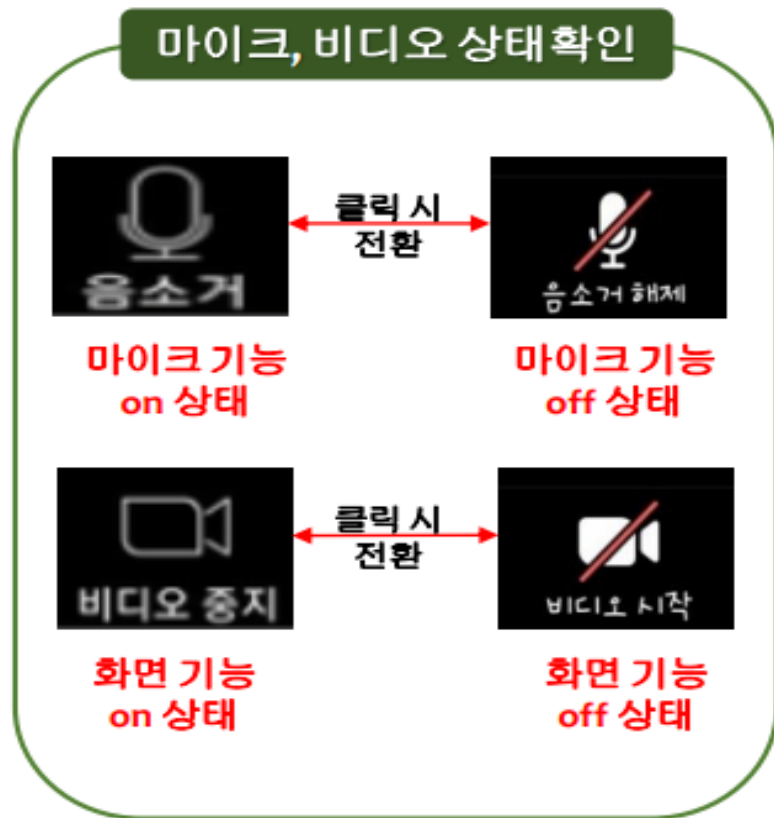 마이크, 비디오 상태확인
음소거
클릭 시
전환
음소거 해제
마이크 기능
on 상태
마이크 기능
off 상태
비디오 중지
클릭 시
전환
비디오 시작
화면 기능
on 상태
화면 기능
off 상태